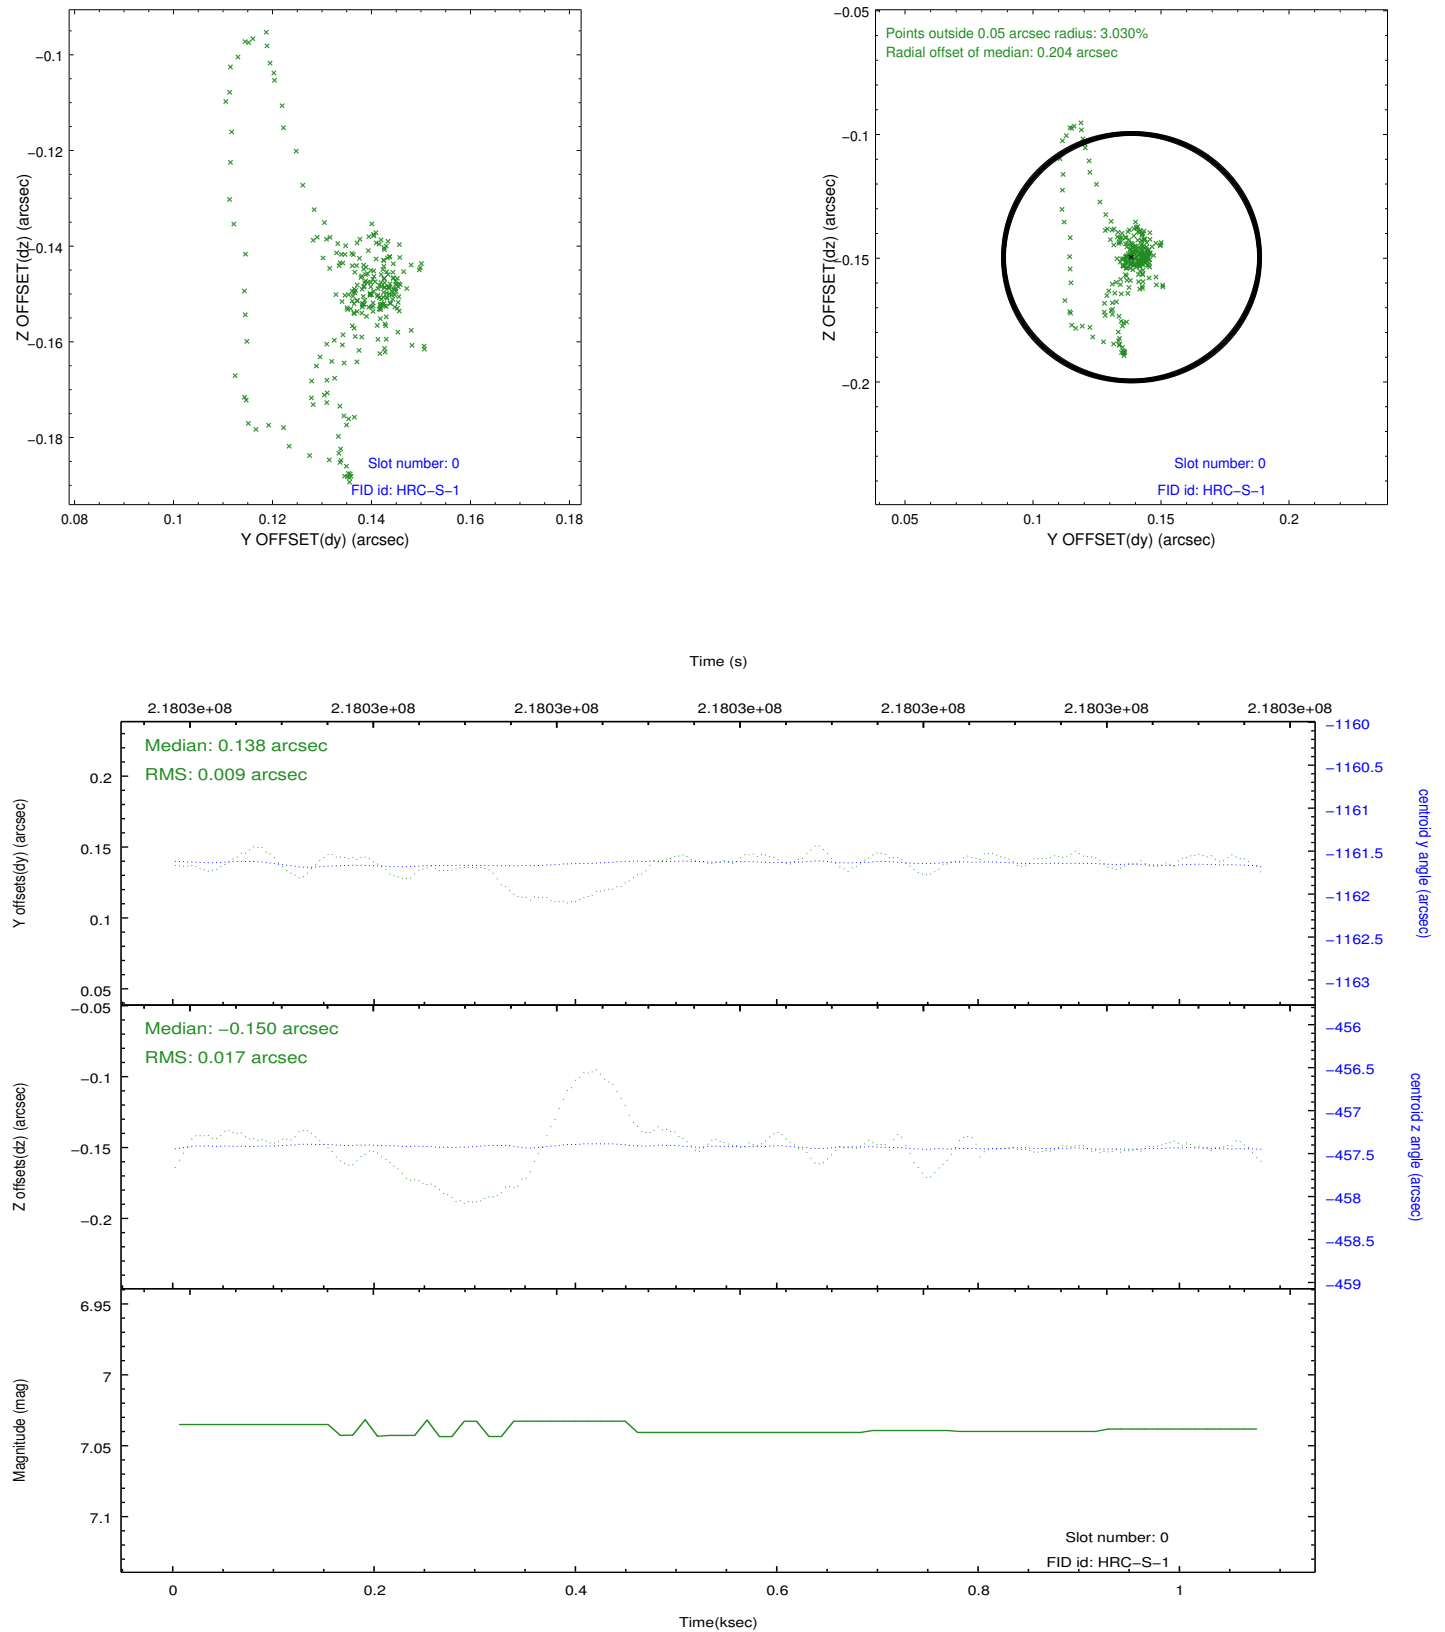 −0.1
−0.12
−0.14
−0.16
−0.18
Z OFFSET(dz) (arcsec)
Slot number: 0
FID id: HRC−S−1
0.08 0.1 0.12 0.14 0.16 0.18
Y OFFSET(dy) (arcsec)
Points outside 0.05 arcsec radius: 3.030%
Radial offset of median: 0.204 arcsec
−0.05
−0.1
−0.15
−0.2
Z OFFSET(dz) (arcsec)
Slot number: 0
FID id: HRC−S−1
0.05 0.1 0.15 0.2
Y OFFSET(dy) (arcsec)
Time (s)
2.1803e+08 2.1803e+08 2.1803e+08 2.1803e+08 2.1803e+08 2.1803e+08 2.1803e+08
Median: 0.138 arcsec
RMS: 0.009 arcsec
0.2
0.15
0.1
0.05
Y offsets(dy) (arcsec)
−1160
−1160.5
−1161
−1161.5
−1162
−1162.5
−1163
centroid y angle (arcsec)
Median: −0.150 arcsec
RMS: 0.017 arcsec
−0.05
−0.1
−0.15
−0.2
Z offsets(dz) (arcsec)
−456
−456.5
−457
−457.5
−458
−458.5
−459
centroid z angle (arcsec)
6.95
7
7.05
7.1
Magnitude (mag)
Slot number: 0
FID id: HRC−S−1
0 0.2 0.4 0.6 0.8 1
Time(ksec)